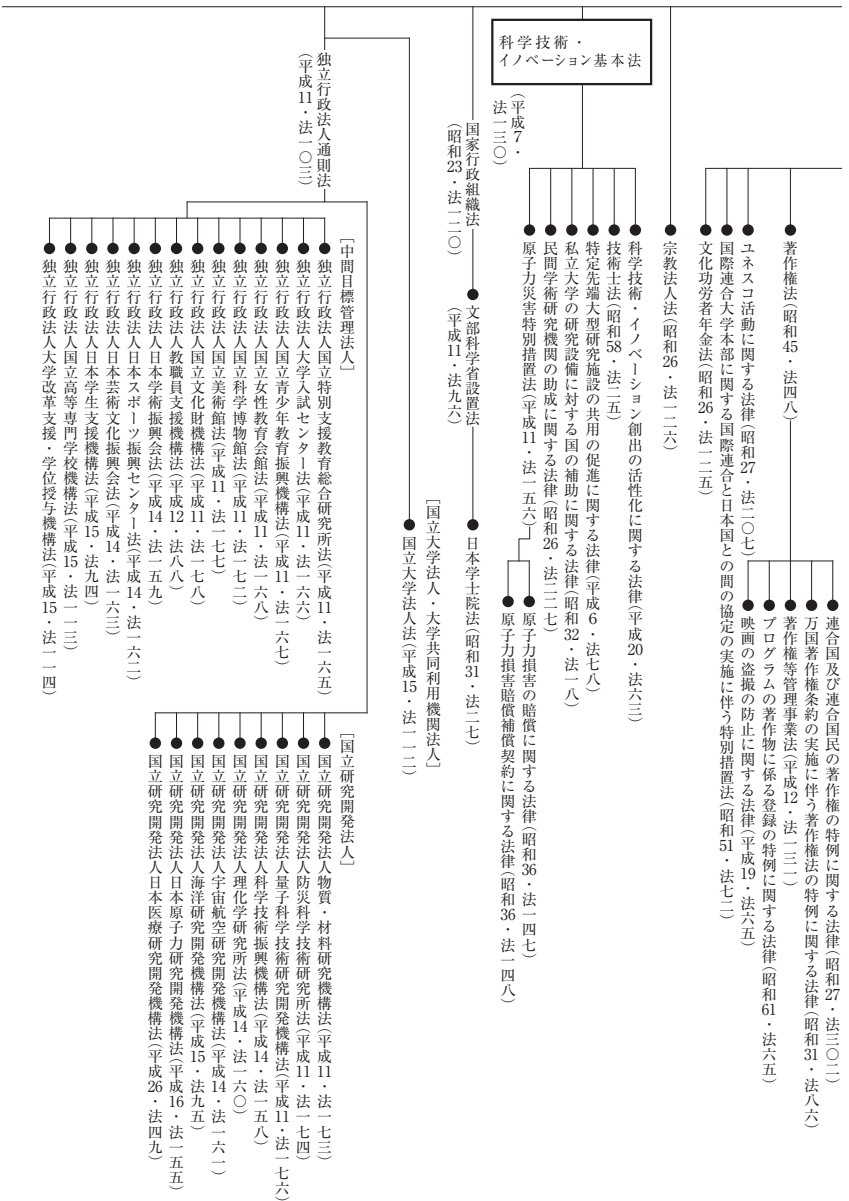 連合国及び連合国民の著作権の特例に関する法律(昭和27・法三〇二)
万国著作権条約の実施に伴う著作権法の特例に関する法律(昭和31・法八六)
著作権等管理事業法(平成12・法一三一)
プログラムの著作物に係る登録の特例に関する法律(昭和61・法六五)
映画の盗撮の防止に関する法律(平成19・法六五)
著作権法(昭和45・法四八)
ユネスコ活動に関する法律(昭和27・法二〇七)
国際連合大学本部に関する国際連合と日本国との間の協定の実施に伴う特別措置法(昭和51・法七二)
文化功労者年金法(昭和26・法一二五)
宗教法人法(昭和26・法一二六)
科学技術・
イノベーション基本法
(平成7・
法一三〇)
科学技術・イノベーション創出の活性化に関する法律(平成20・法六三)
技術士法(昭和58・法二五)
特定先端大型研究施設の共用の促進に関する法律(平成6・法七八)
私立大学の研究設備に対する国の補助に関する法律(昭和32・法一八)
民間学術研究機関の助成に関する法律(昭和26・法二二七)
原子力災害特別措置法(平成11・法一五六)
原子力損害の賠償に関する法律(昭和36・法一四七)
原子力損害賠償補償契約に関する法律(昭和36・法一四八)
国家行政組織法
(昭和23・法一二〇)
文部科学省設置法
(平成11・法九六)
日本学士院法(昭和31・法二七)
[国立大学法人・大学共同利用機関法人]
国立大学法人法(平成15・法一一二)
独立行政法人通則法
(平成11・法一〇三)
[中間目標管理法人]
独立行政法人国立特別支援教育総合研究所法(平成11・法一六五)
独立行政法人大学入試センター法(平成11・法一六六)
独立行政法人国立青少年教育振興機構法(平成11・法一六七)
独立行政法人国立女性教育会館法(平成11・法一六八)
独立行政法人国立科学博物館法(平成11・法一七二)
独立行政法人国立美術館法(平成11・法一七七)
独立行政法人国立文化財機構法(平成11・法一七八)
独立行政法人教職員支援機構法(平成12・法八八)
独立行政法人日本学術振興会法(平成14・法一五九)
独立行政法人日本スポーツ振興センター法(平成14・法一六二)
独立行政法人日本芸術文化振興会法(平成14・法一六三)
独立行政法人日本学生支援機構法(平成15・法九四)
独立行政法人国立高等専門学校機構法(平成15・法一一三)
独立行政法人大学改革支援・学位授与機構法(平成15・法一一四)
[国立研究開発法人]
国立研究開発法人物質・材料研究機構法(平成11・法一七三)
国立研究開発法人防災科学技術研究所法(平成11・法一七四)
国立研究開発法人量子科学技術研究開発機構法(平成11・法一七六)
国立研究開発法人科学技術振興機構法(平成14・法一五八)
国立研究開発法人理化学研究所法(平成14・法一六〇)
国立研究開発法人宇宙航空研究開発機構法(平成14・法一六一)
国立研究開発法人海洋研究開発機構法(平成15・法九五)
国立研究開発法人日本原子力研究開発機構法(平成16・法一五五)
国立研究開発法人日本医療研究開発機構法(平成26・法四九)